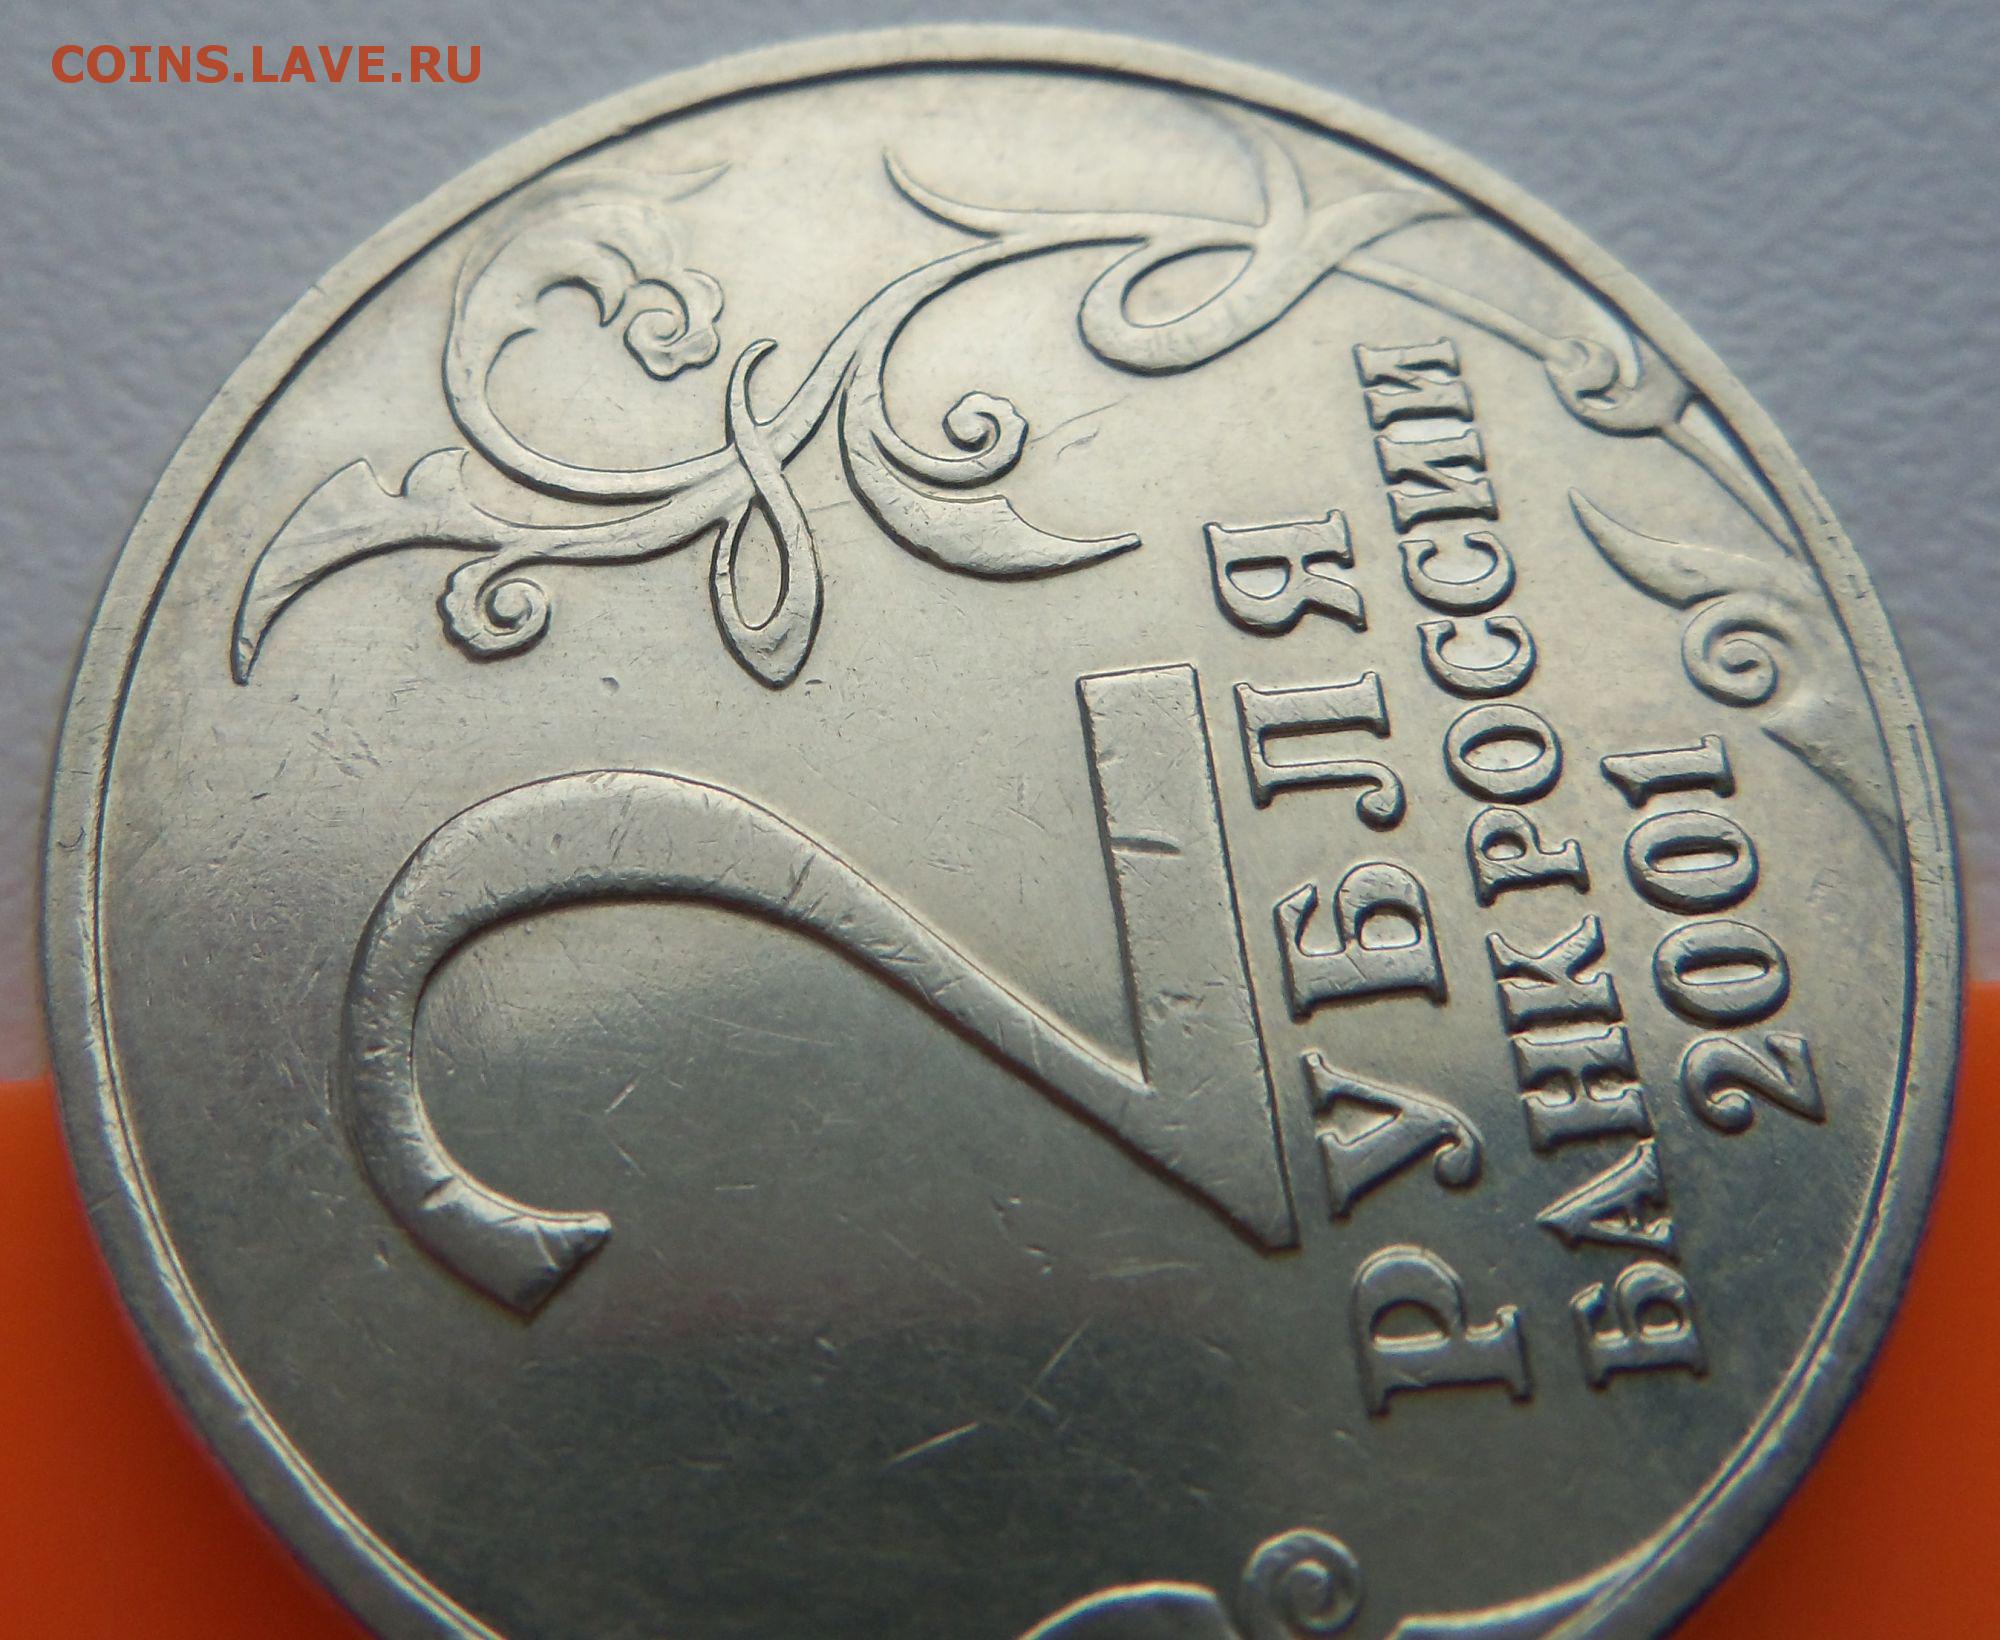 COINS.LAVE.RU
2
РУБЛЯ
БАНК РОССИИ
2001